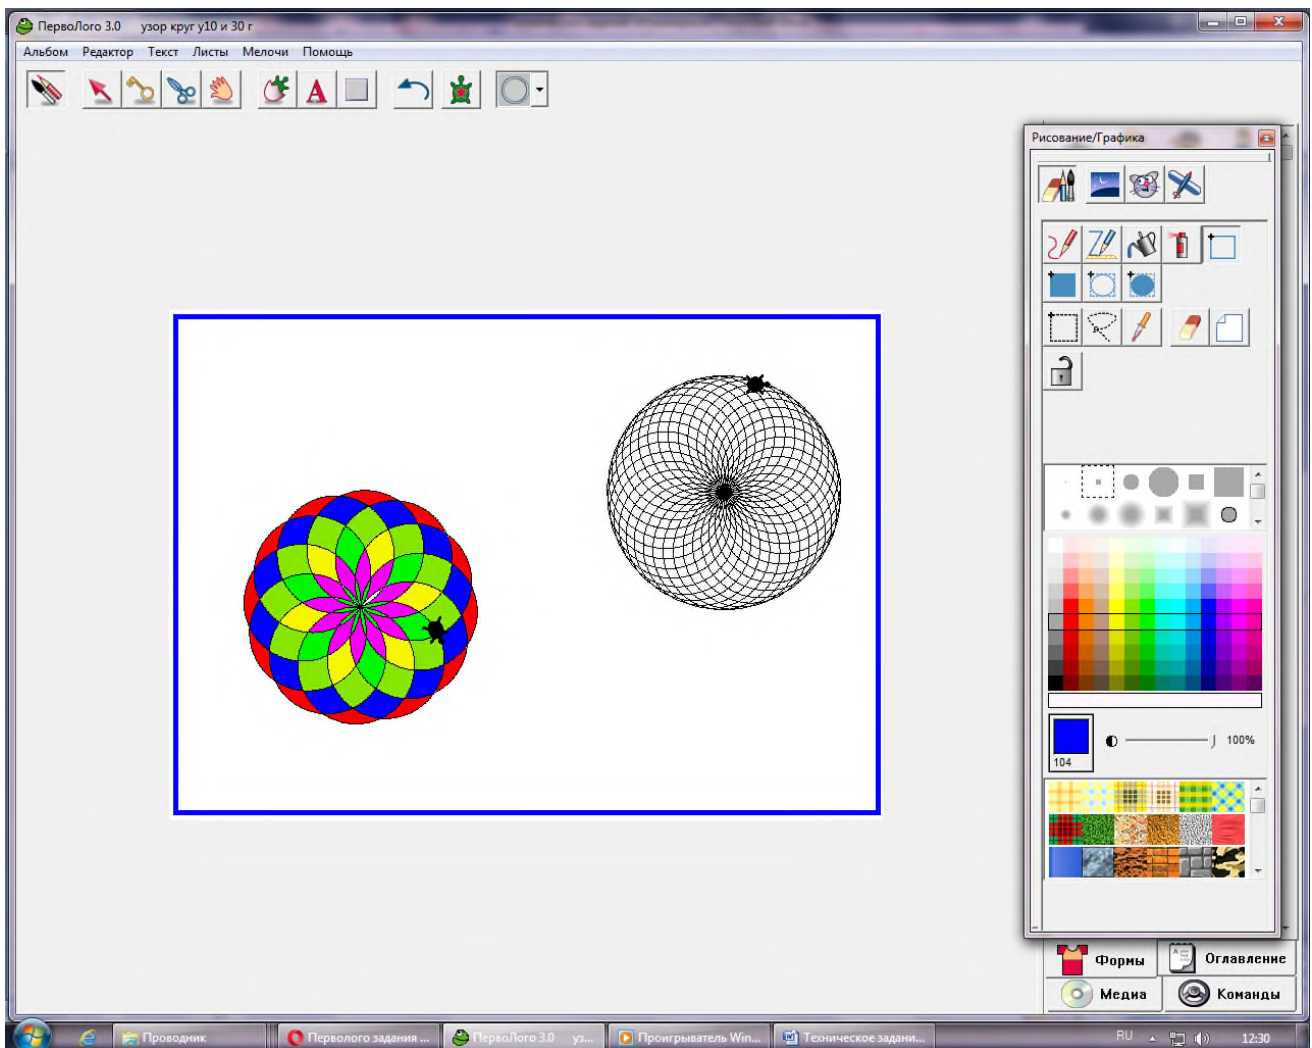 ПервоЛого 3.0 узор круг у10 и 30 г
Альбом Редактор Текст Листы Мелочи Помощь
A
Рисование/Графика
100%
104
Формы
Оглавление
Медиа
Команды
Проводник
Перволого задания ...
ПервоЛого 3.0 уз...
Проигрыватель Win...
Техническое задани...
RU
12:30